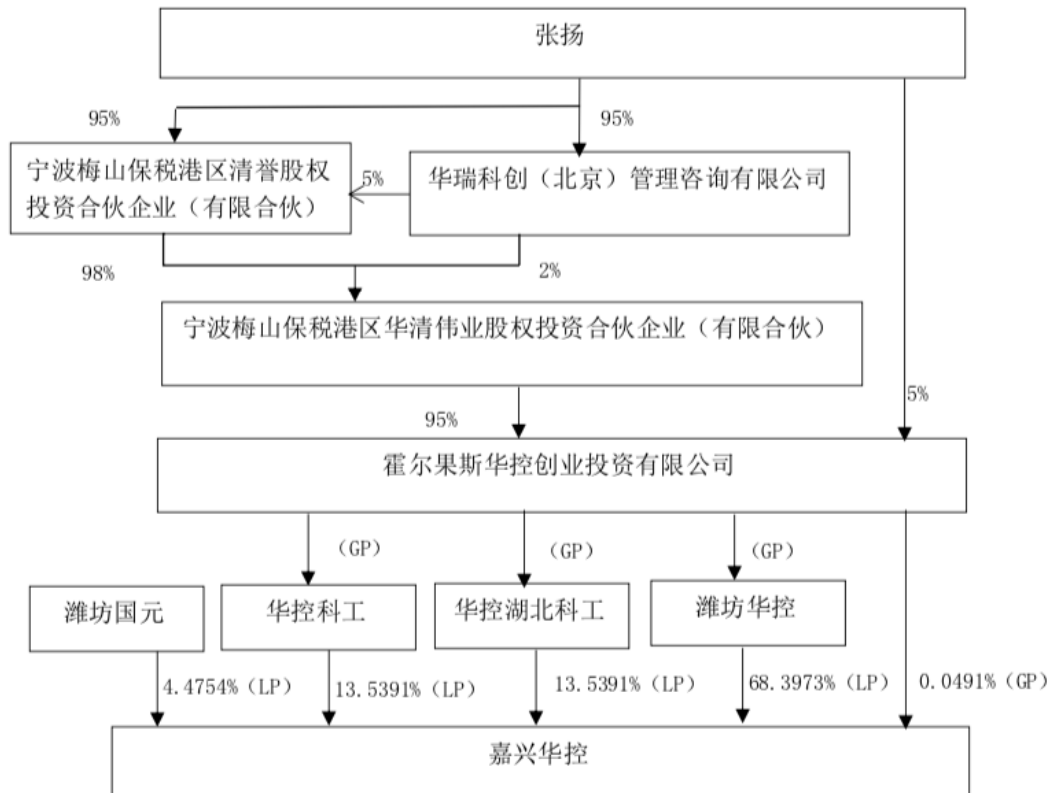 张扬
95%
95%
宁波梅山保税港区清誉股权
投资合伙企业（有限合伙）
5%
华瑞科创（北京）管理咨询有限公司
98%
2%
宁波梅山保税港区华清伟业股权投资合伙企业（有限合伙）
5%
95%
霍尔果斯华控创业投资有限公司
（GP）
（GP）
（GP）
潍坊国元
华控科工
华控湖北科工
潍坊华控
4.4754%（LP）
13.5391%（LP）
13.5391%（LP）
68.3973%（LP）
0.0491%（GP）
嘉兴华控